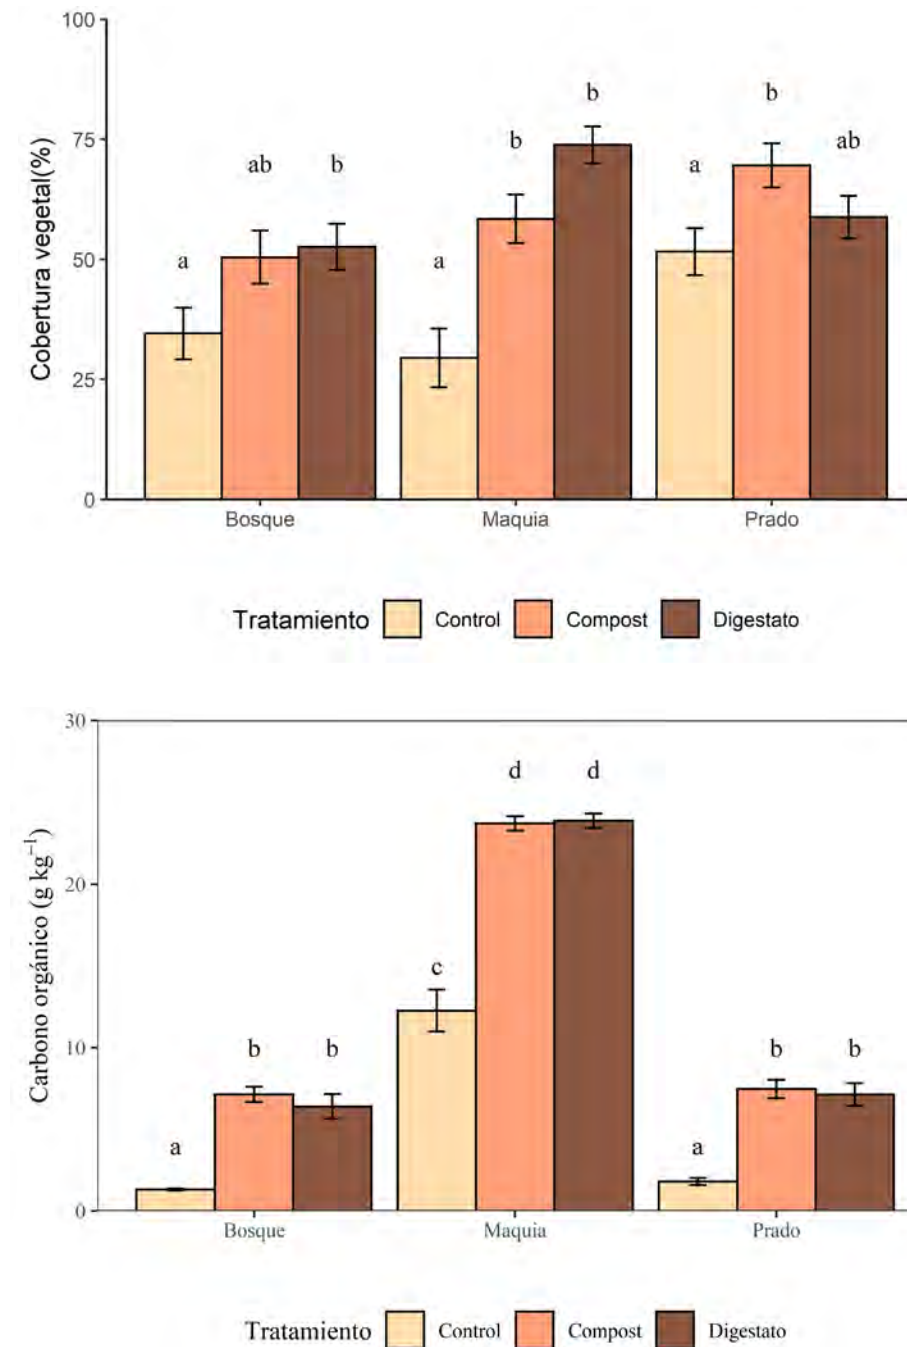 100
75
50
25
0
Cobertura vegetal(%)
a
ab
b
a
b
b
a
b
ab
Bosque Maquia Prado
Tratamiento Control Compost Digestato
30
20
10
0
Carbono orgánico (g kg⁻¹)
a
b
b
c
d
d
a
b
b
Bosque Maquia Prado
Tratamiento Control Compost Digestato